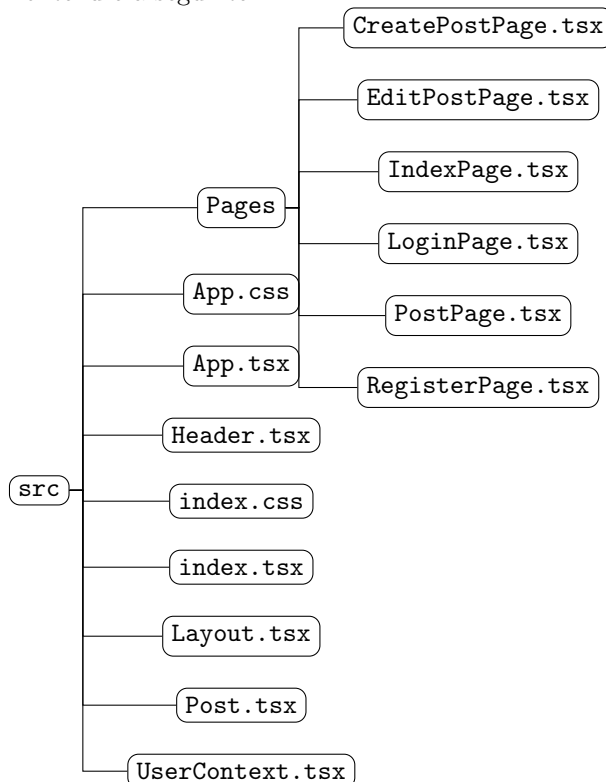 CreatePostPage.tsx
EditPostPage.tsx
IndexPage.tsx
Pages
LoginPage.tsx
App.css
PostPage.tsx
App.tsx
RegisterPage.tsx
Header.tsx
src
index.css
index.tsx
Layout.tsx
Post.tsx
UserContext.tsx